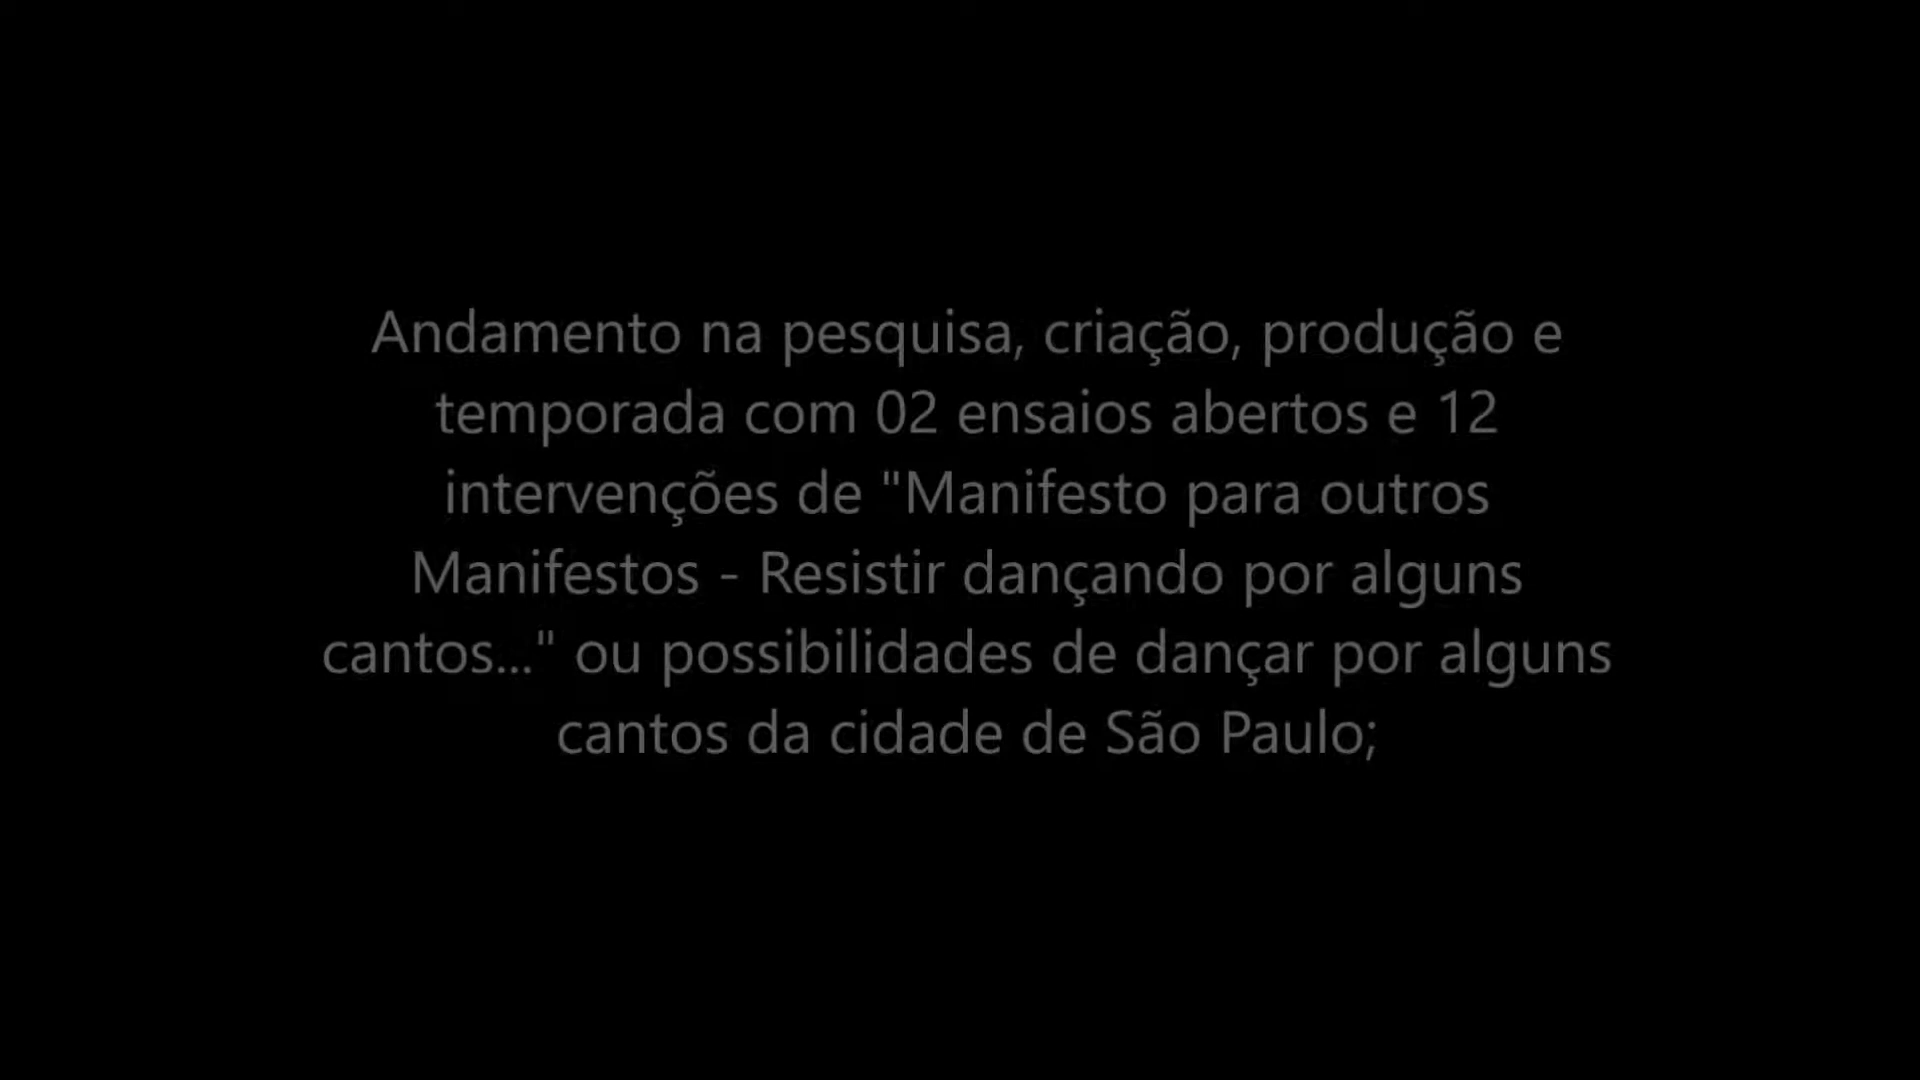 Andamento na pesquisa, criação, produção e
temporada com 02 ensaios abertos e 12
intervenções de "Manifesto para outros
Manifestos - Resistir dançando por alguns
cantos..." ou possibilidades de dançar por alguns
cantos da cidade de São Paulo;